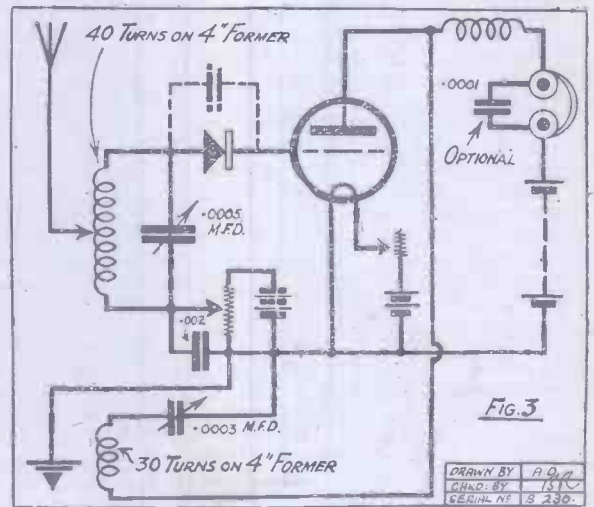 40 TURNS ON 4" FORMER
.0001
OPTIONAL
.0005
M.F.D.
.002
.0003 M.F.D.
FIG. 3
30 TURNS ON 4" FORMER
DRAWN BY A.D.
CHKD: BY
SERIAL Nº S 230.